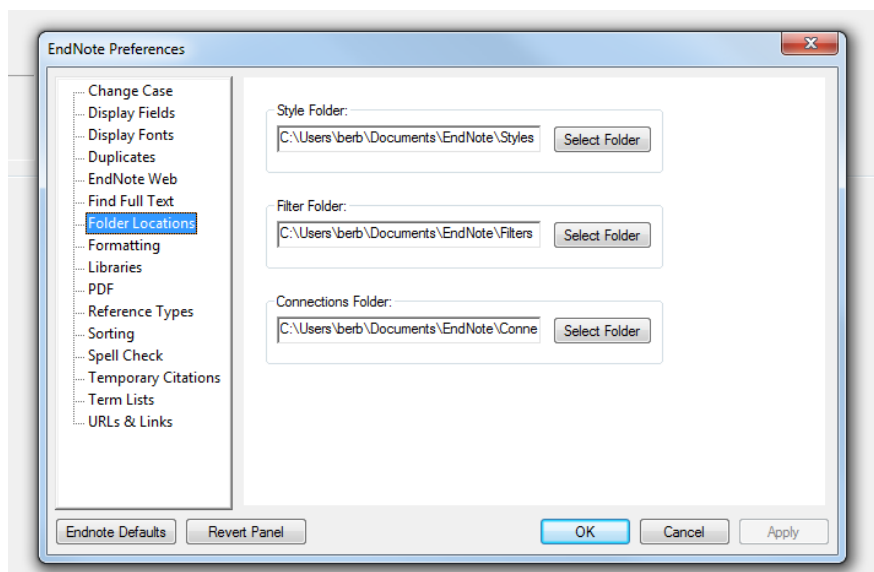 EndNote Preferences
Change Case
Display Fields
Display Fonts
Duplicates
EndNote Web
Find Full Text
Folder Locations
Formatting
Libraries
PDF
Reference Types
Sorting
Spell Check
Temporary Citations
Term Lists
URLs & Links
Style Folder:
C:\Users\berb\Documents\EndNote\Styles Select Folder
Filter Folder:
C:\Users\berb\Documents\EndNote\Filters Select Folder
Connections Folder:
C:\Users\berb\Documents\EndNote\Conne Select Folder
Endnote Defaults Revert Panel OK Cancel Apply